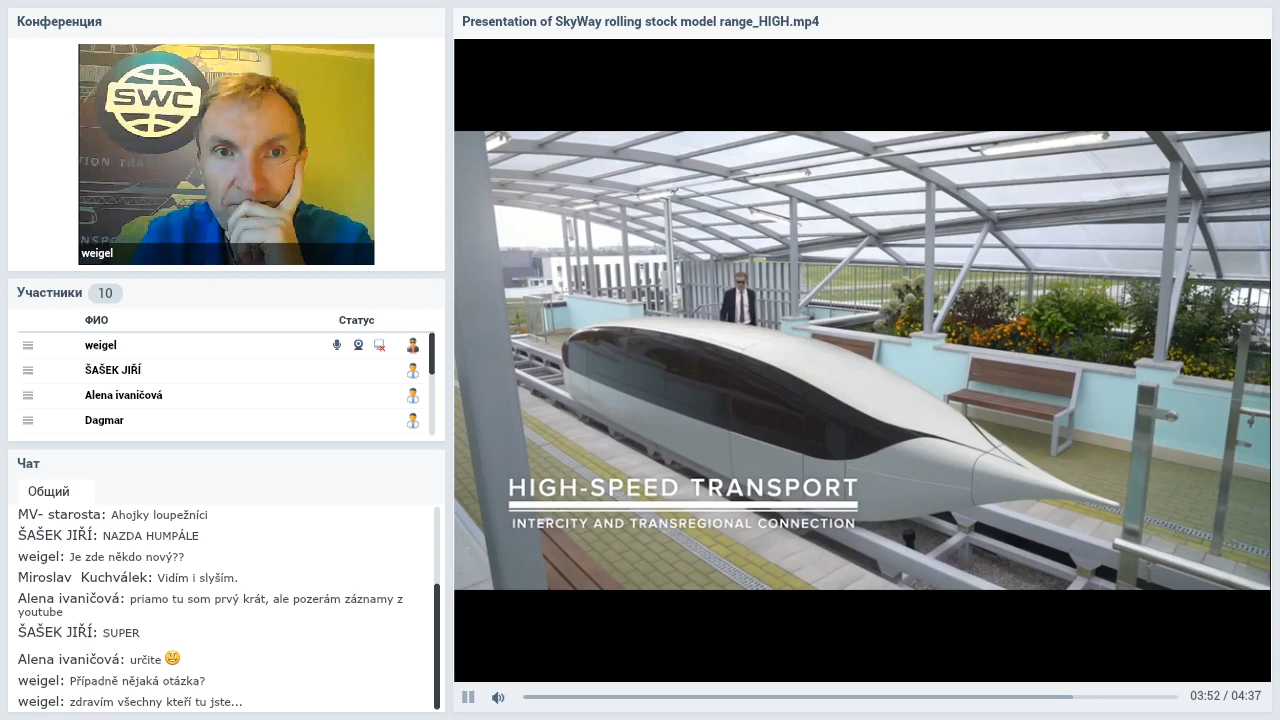 Конференция
SWC
weigel
Участники 10
ФИО Статус
weigel
ŠAŠEK JIŘÍ
Alena ivaničová
Dagmar
Чат
Общий
MV- starosta: Ahojky loupežníci
ŠAŠEK JIŘÍ: NAZDA HUMPÁLE
weigel: Je zde někdo nový??
Miroslav Kuchválek: Vidím i slyším.
Alena ivaničová: priamo tu som prvý krát, ale pozerám záznamy z
youtube
ŠAŠEK JIŘÍ: SUPER
Alena ivaničová: určite
weigel: Případně nějaká otázka?
weigel: zdravím všechny kteří tu jste...
Presentation of SkyWay rolling stock model range_HIGH.mp4
HIGH-SPEED TRANSPORT
INTERCITY AND TRANSREGIONAL CONNECTION
03:52 / 04:37